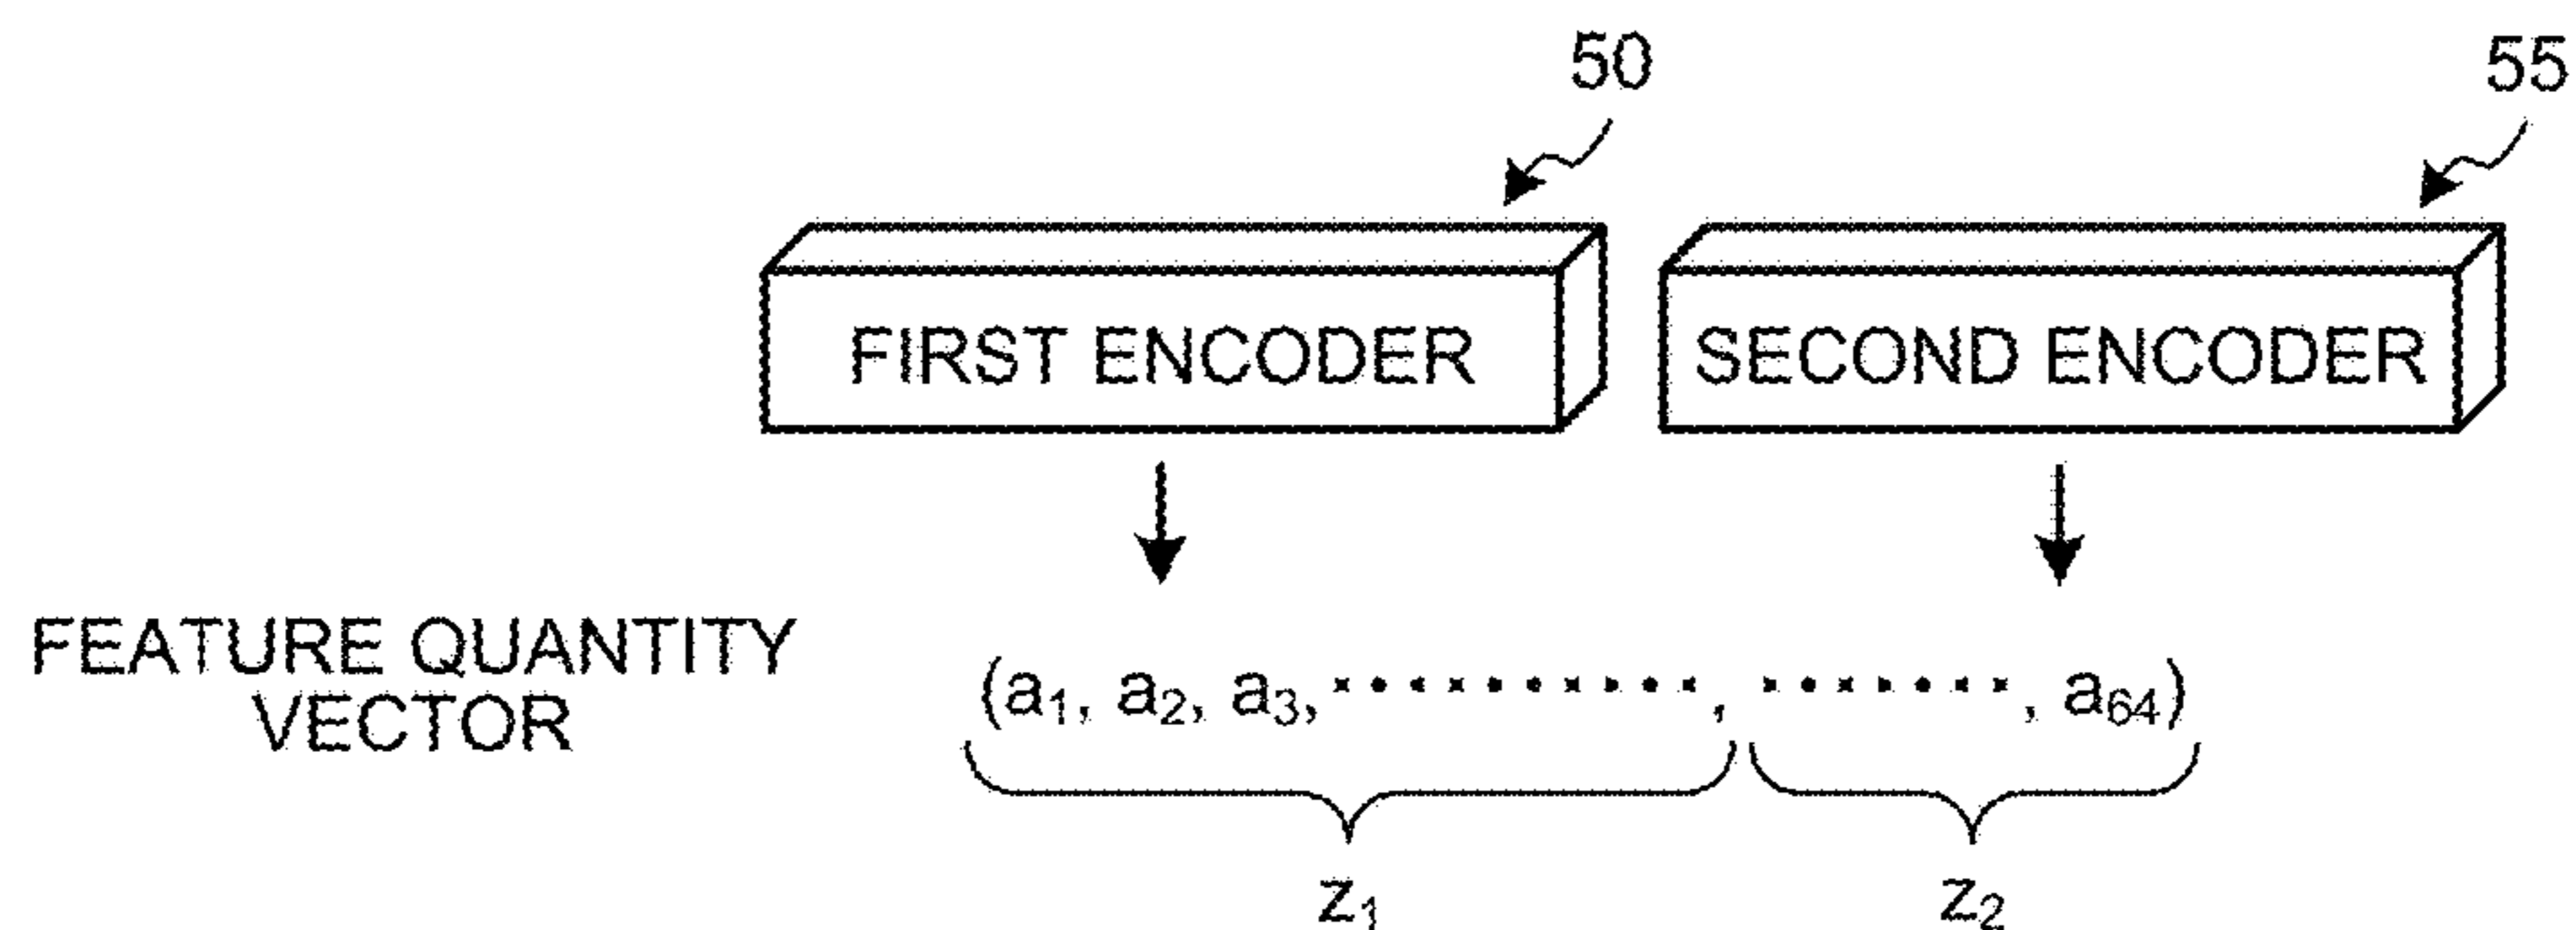 50 55
FIRST ENCODER SECOND ENCODER
FEATURE QUANTITY
VECTOR
(a₁, a₂, a₃, ・・・・・・・・・・, ・・・・・・・, a₆₄)
z₁ z₂